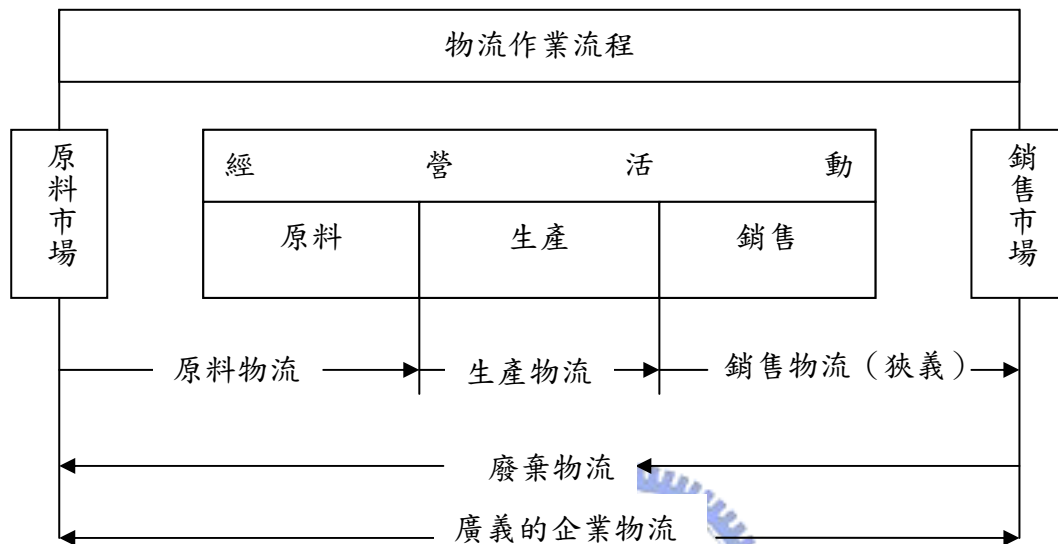 物流作業流程
原料市場
經營活動
銷售市場
原料
生產
銷售
原料物流
生產物流
銷售物流（狹義）
廢棄物流
廣義的企業物流